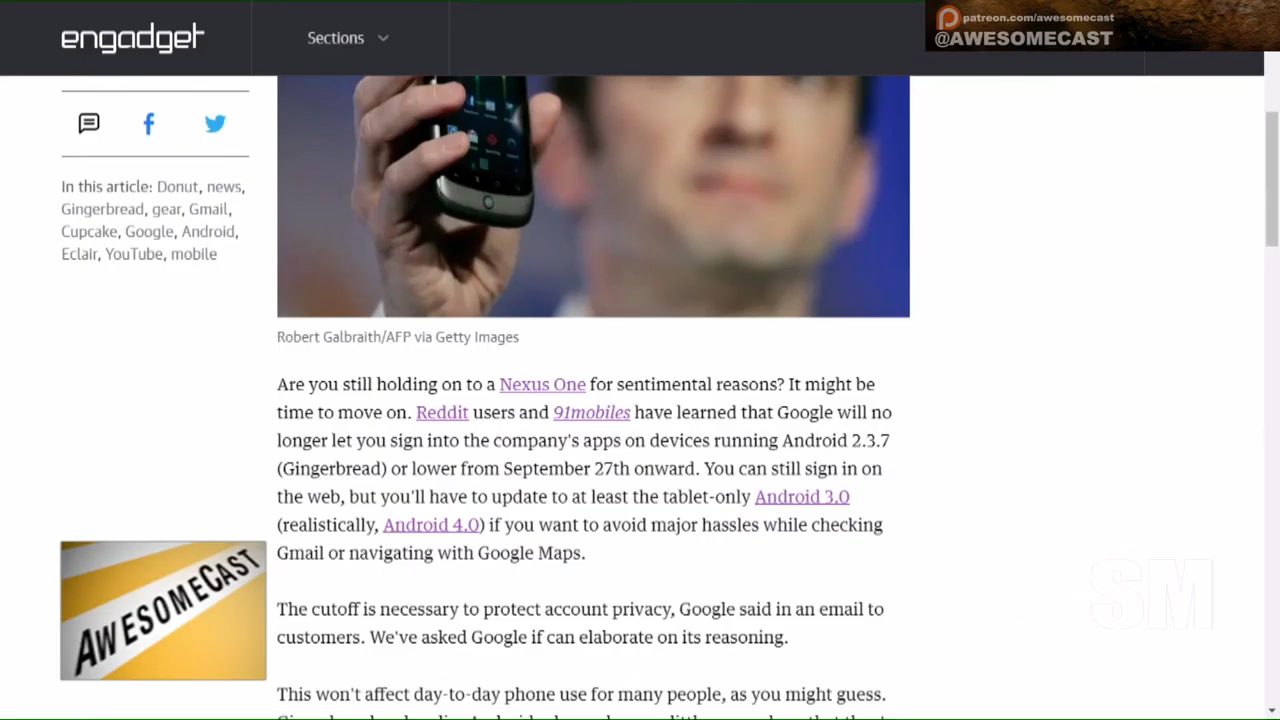 engadget
Sections
patreon.com/awesomecast
@AWESOMECAST
In this article: Donut, news,
Gingerbread, gear, Gmail,
Cupcake, Google, Android,
Eclair, YouTube, mobile
Robert Galbraith/AFP via Getty Images
Are you still holding on to a Nexus One for sentimental reasons? It might be
time to move on. Reddit users and 91mobiles have learned that Google will no
longer let you sign into the company's apps on devices running Android 2.3.7
(Gingerbread) or lower from September 27th onward. You can still sign in on
the web, but you'll have to update to at least the tablet-only Android 3.0
(realistically, Android 4.0) if you want to avoid major hassles while checking
Gmail or navigating with Google Maps.
AWESOMECAST
SM
The cutoff is necessary to protect account privacy, Google said in an email to
customers. We've asked Google if can elaborate on its reasoning.
This won't affect day-to-day phone use for many people, as you might guess.